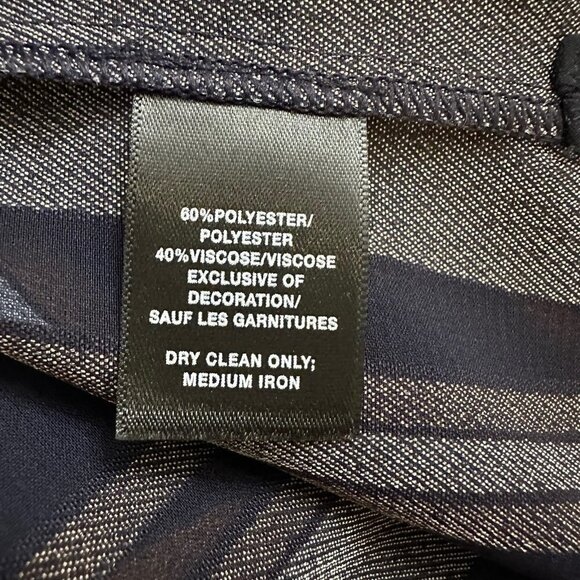 60%POLYESTER/
POLYESTER
40%VISCOSE/VISCOSE
EXCLUSIVE OF
DECORATION/
SAUF LES GARNITURES
DRY CLEAN ONLY;
MEDIUM IRON